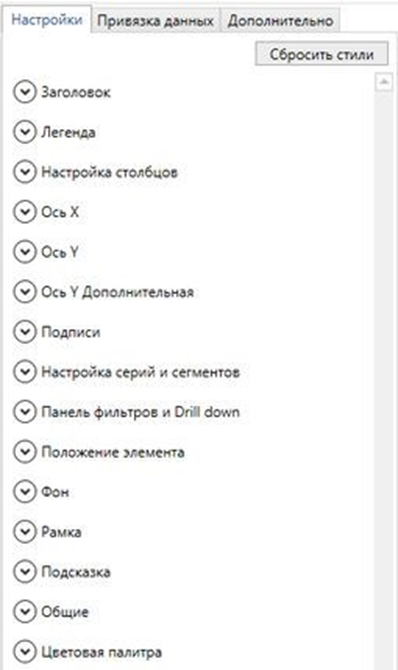 Настройки Привязка данных Дополнительно
Сбросить стили
Заголовок
Легенда
Настройка столбцов
Ось X
Ось Y
Ось Y Дополнительная
Подписи
Настройка серий и сегментов
Панель фильтров и Drill down
Положение элемента
Фон
Рамка
Подсказка
Общие
Цветовая палитра